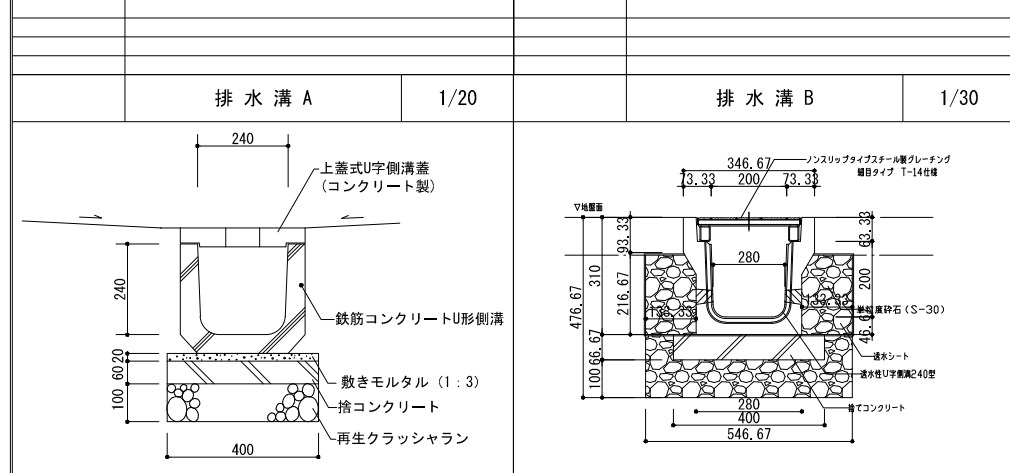 排水溝 A
1/20
排水溝 B
1/30
240
上蓋式U字側溝蓋
(コンクリート製)
240
鉄筋コンクリートU形側溝
20
60
100
敷きモルタル (1:3)
捨コンクリート
再生クラッシャラン
400
346.67
73.33
200
73.33
ノンスリップタイプスチール製グレーチング
細目タイプ T-14仕様
▽地盤面
93.33
63.33
280
310
216.67
476.67
200
単粒度砕石(S-30)
46.67
66.67
100
透水シート
透水性U字側溝240型
捨てコンクリート
280
400
546.67